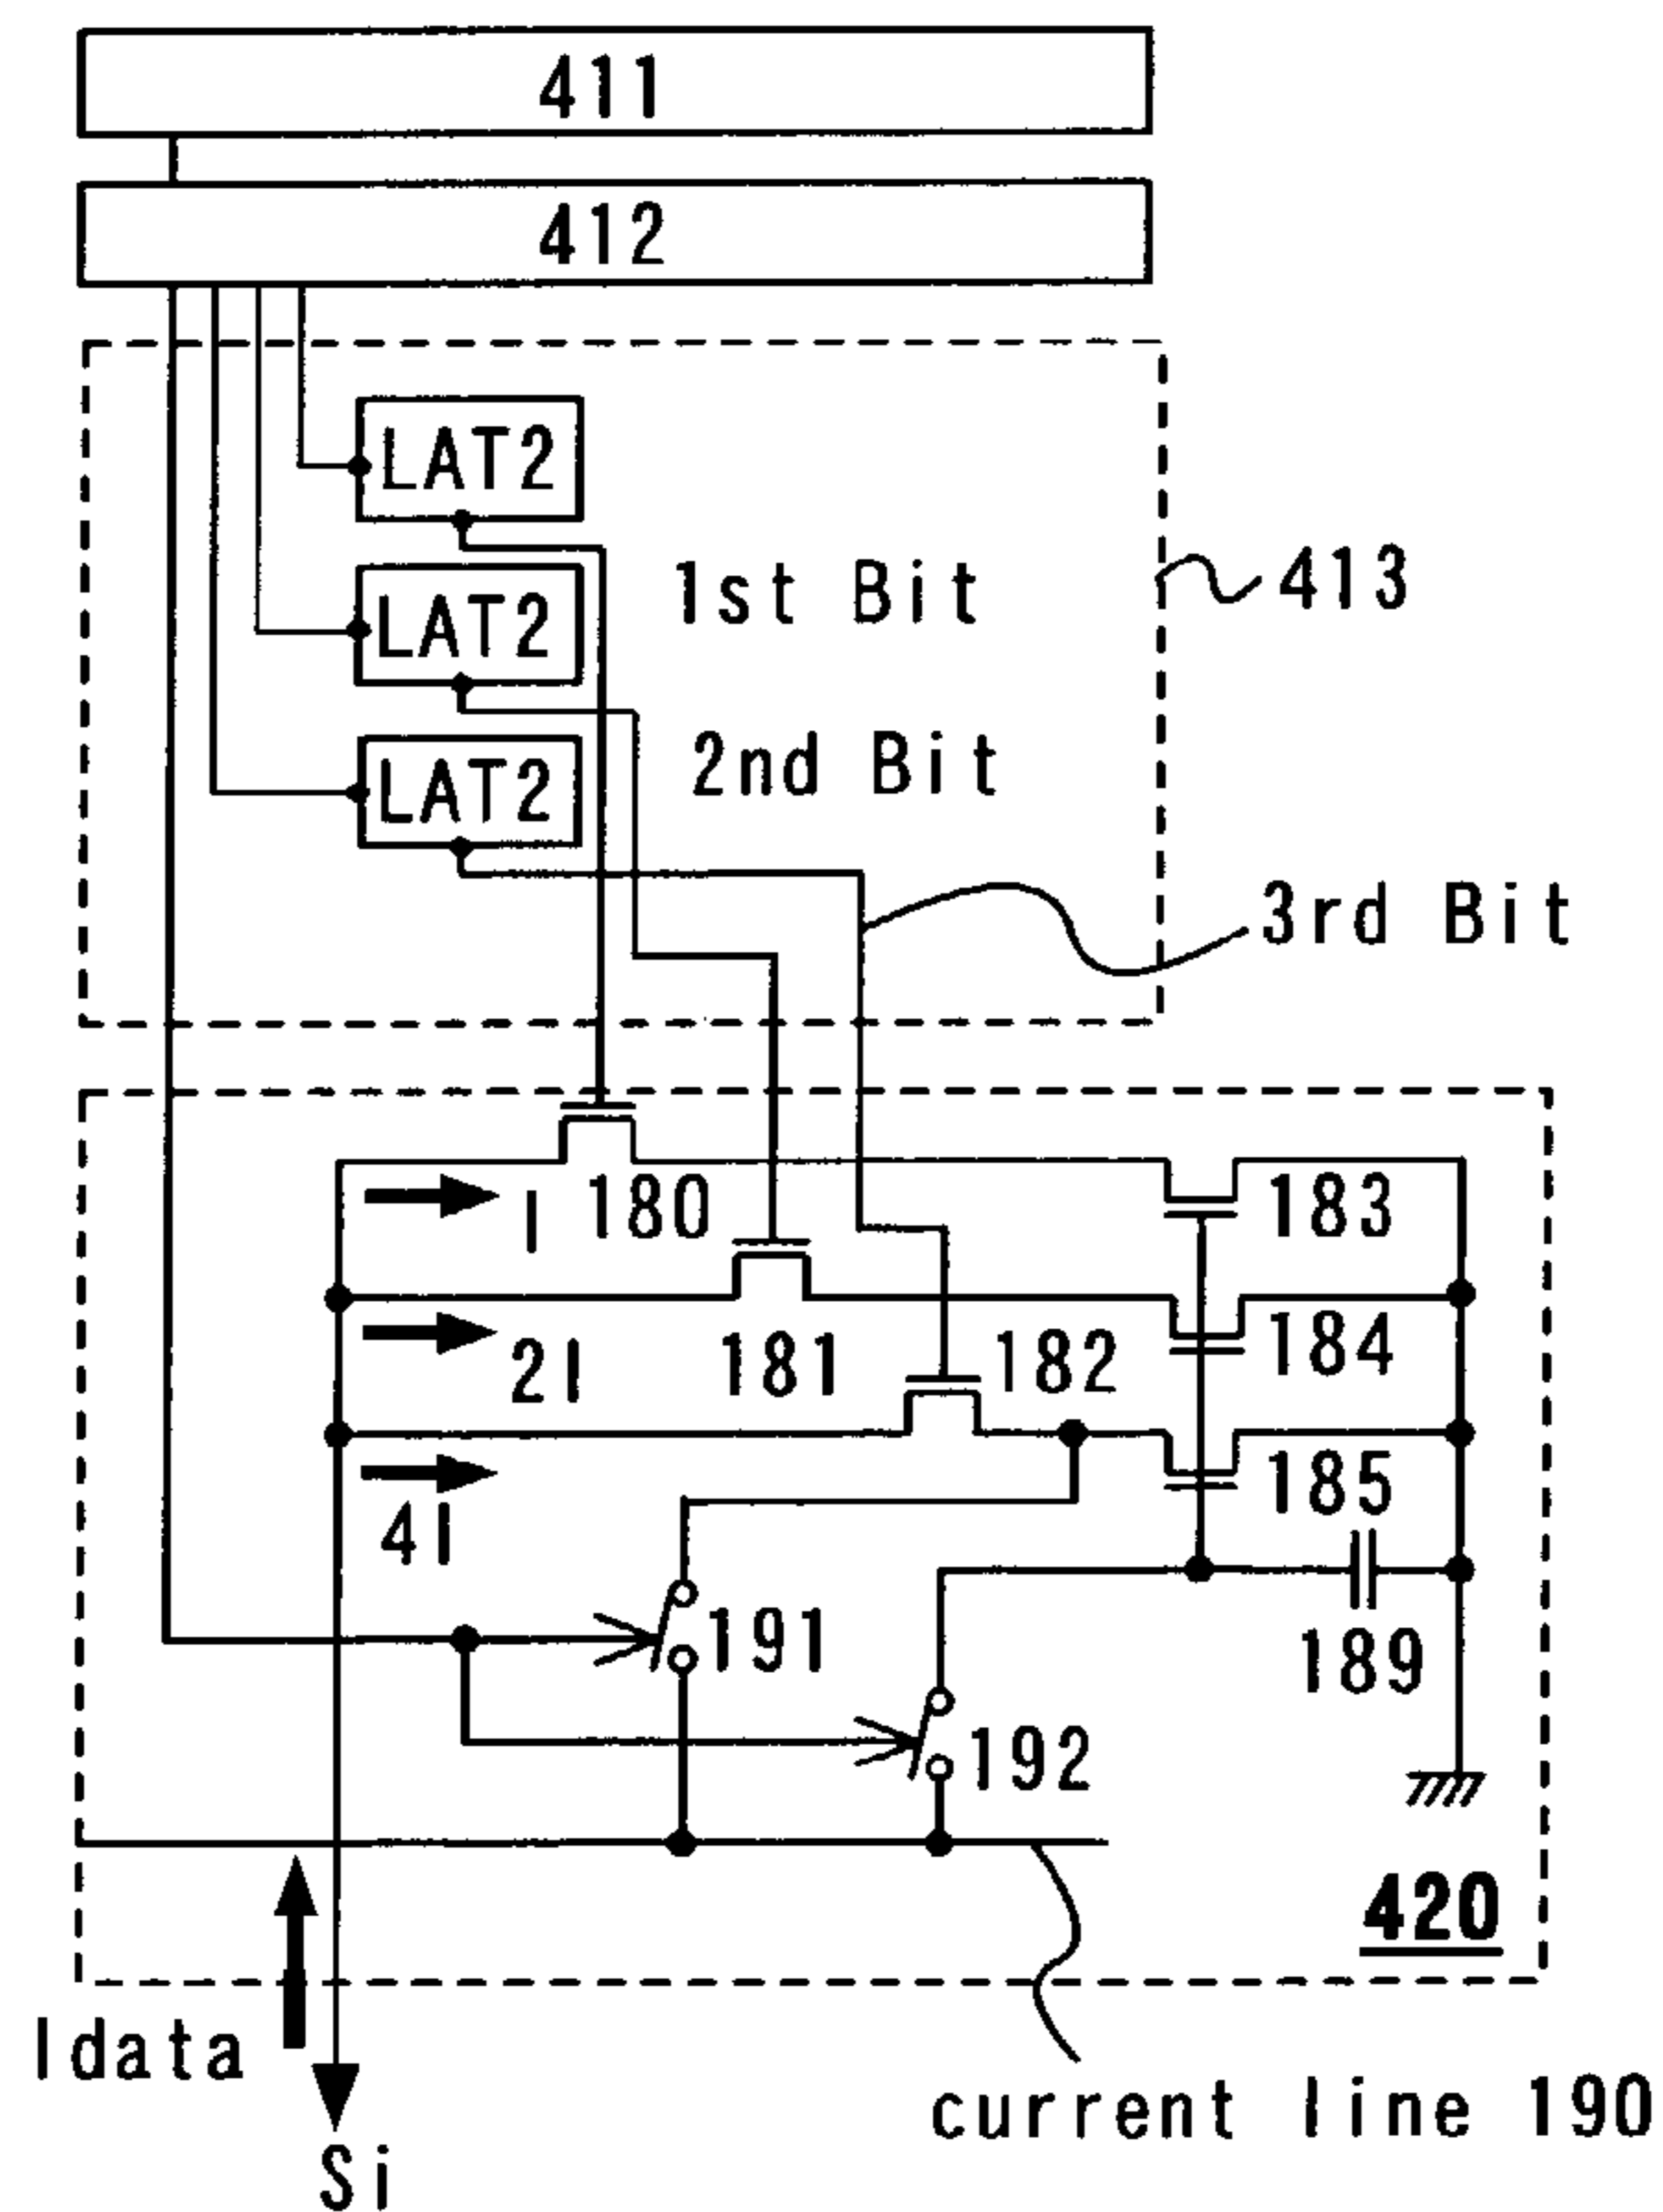 411
412
LAT2
LAT2
LAT2
1st Bit
2nd Bit
413
3rd Bit
I
180
183
2I
181
182
184
4I
185
191
189
192
420
Idata
current line 190
Si